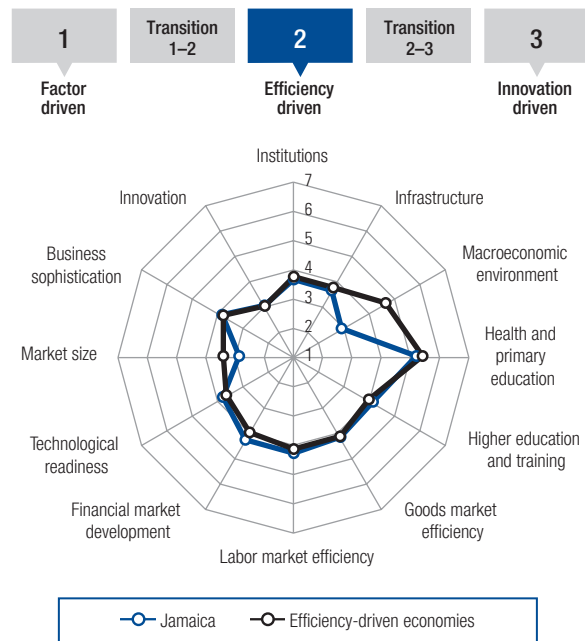 1
Transition
1–2
2
Transition
2–3
3
Factor
driven
Efficiency
driven
Innovation
driven
Institutions
Infrastructure
Macroeconomic
environment
Health and
primary
education
Higher education
and training
Goods market
efficiency
Labor market efficiency
Financial market
development
Technological
readiness
Market size
Business
sophistication
Innovation
7
6
5
4
3
2
1
Jamaica
Efficiency-driven economies